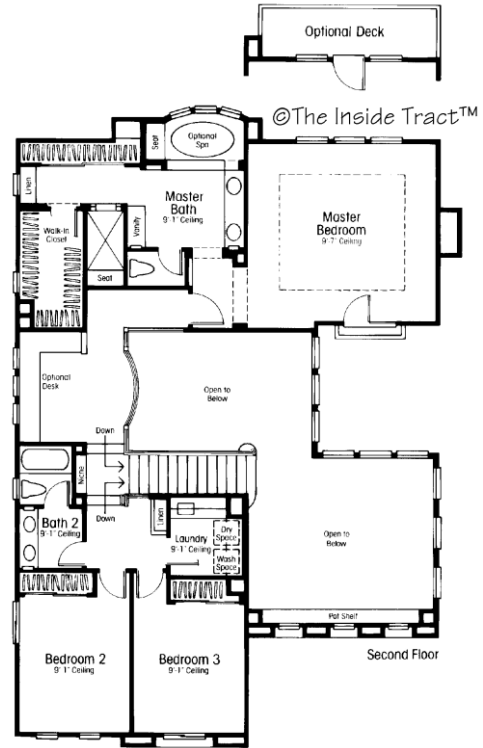 Optional Deck
©The Inside Tract™
Seat
Optional
Spa
Linen
Master
Bath
9'-1" Ceiling
Vanity
Master
Bedroom
9'-7" Ceiling
Walk-In
Closet
Seat
Optional
Desk
Open to
Below
Down
Niche
Down
Linen
Bath 2
9'-1" Ceiling
Laundry
9'-1" Ceiling
Dry
Space
Wash
Space
Open to
Below
Pot Shelf
Second Floor
Bedroom 2
9'-1" Ceiling
Bedroom 3
9'-1" Ceiling